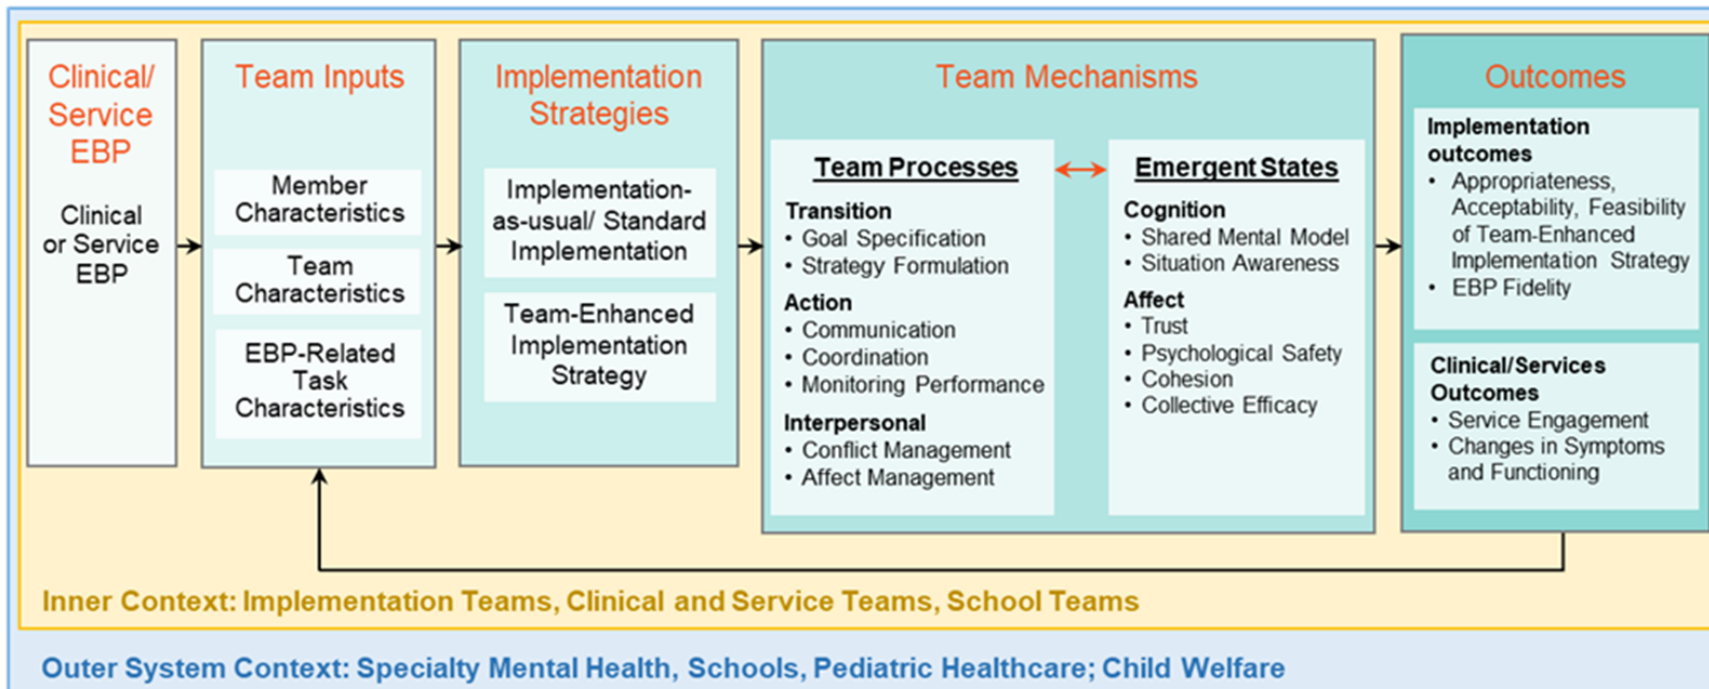 Clinical/
Service
EBP
Clinical
or Service
EBP
Team Inputs
Member
Characteristics
Team
Characteristics
EBP-Related
Task
Characteristics
Implementation
Strategies
Implementation-
as-usual/ Standard
Implementation
Team-Enhanced
Implementation
Strategy
Team Mechanisms
Team Processes
Transition
• Goal Specification
• Strategy Formulation
Action
• Communication
• Coordination
• Monitoring Performance
Interpersonal
• Conflict Management
• Affect Management
Emergent States
Cognition
• Shared Mental Model
• Situation Awareness
Affect
• Trust
• Psychological Safety
• Cohesion
• Collective Efficacy
Outcomes
Implementation
outcomes
• Appropriateness,
Acceptability, Feasibility
of Team-Enhanced
Implementation Strategy
• EBP Fidelity
Clinical/Services
Outcomes
• Service Engagement
• Changes in Symptoms
and Functioning
Inner Context: Implementation Teams, Clinical and Service Teams, School Teams
Outer System Context: Specialty Mental Health, Schools, Pediatric Healthcare; Child Welfare